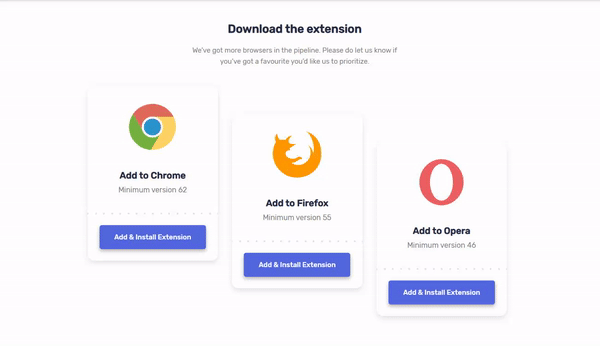 Download the extension
We've got more browsers in the pipeline. Please do let us know if
you've got a favourite you'd like us to prioritize.
Add to Chrome
Minimum version 62
Add & Install Extension
Add to Firefox
Minimum version 55
Add & Install Extension
Add to Opera
Minimum version 46
Add & Install Extension